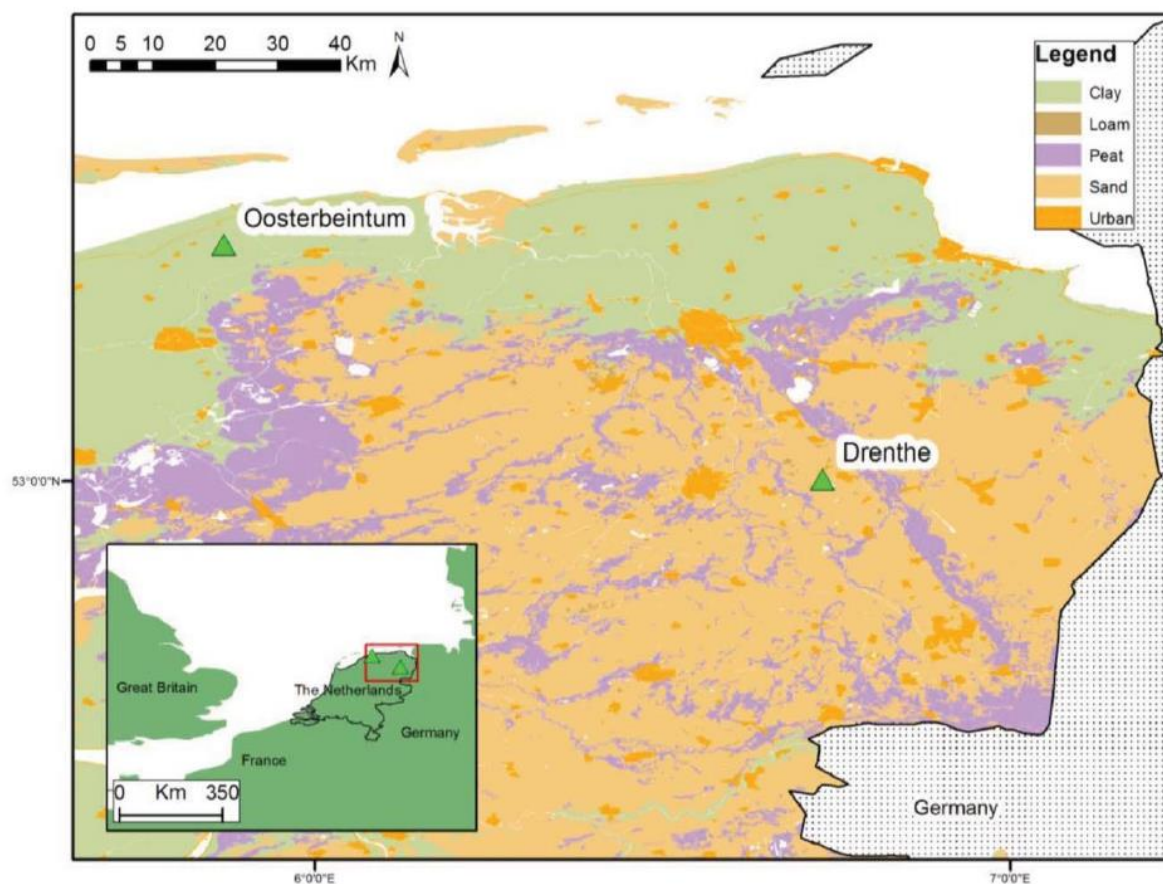 0 5 10 20 30 40
Km
N
Legend
Clay
Loam
Peat
Sand
Urban
Oosterbeintum
Drenthe
53°0'0"N
Great Britain
The Netherlands
Germany
France
0 Km 350
Germany
6°0'0"E
7°0'0"E